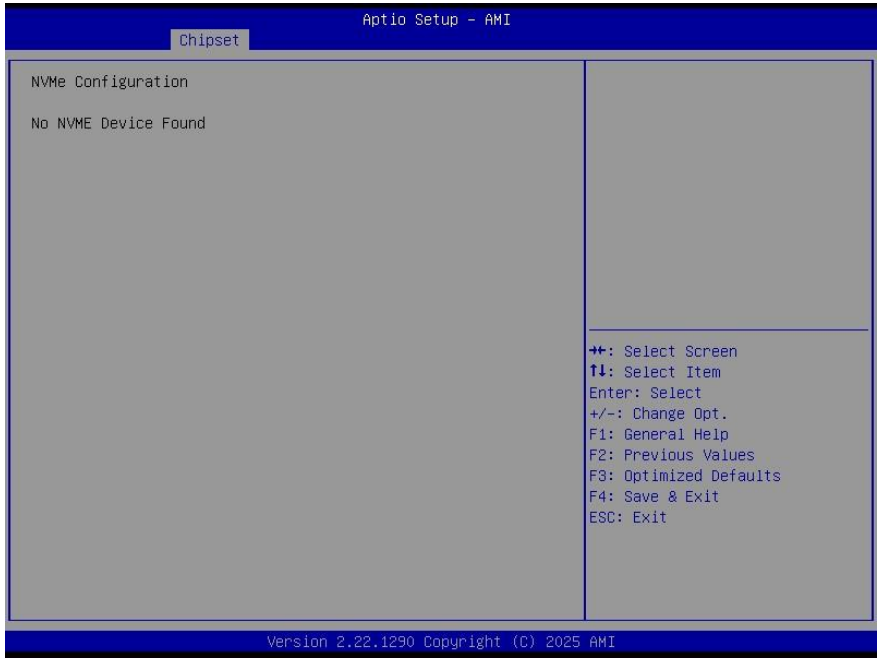 Aptio Setup – AMI
Chipset
NVMe Configuration
No NVME Device Found
→←: Select Screen
↑↓: Select Item
Enter: Select
+/-: Change Opt.
F1: General Help
F2: Previous Values
F3: Optimized Defaults
F4: Save & Exit
ESC: Exit
Version 2.22.1290 Copyright (C) 2025 AMI